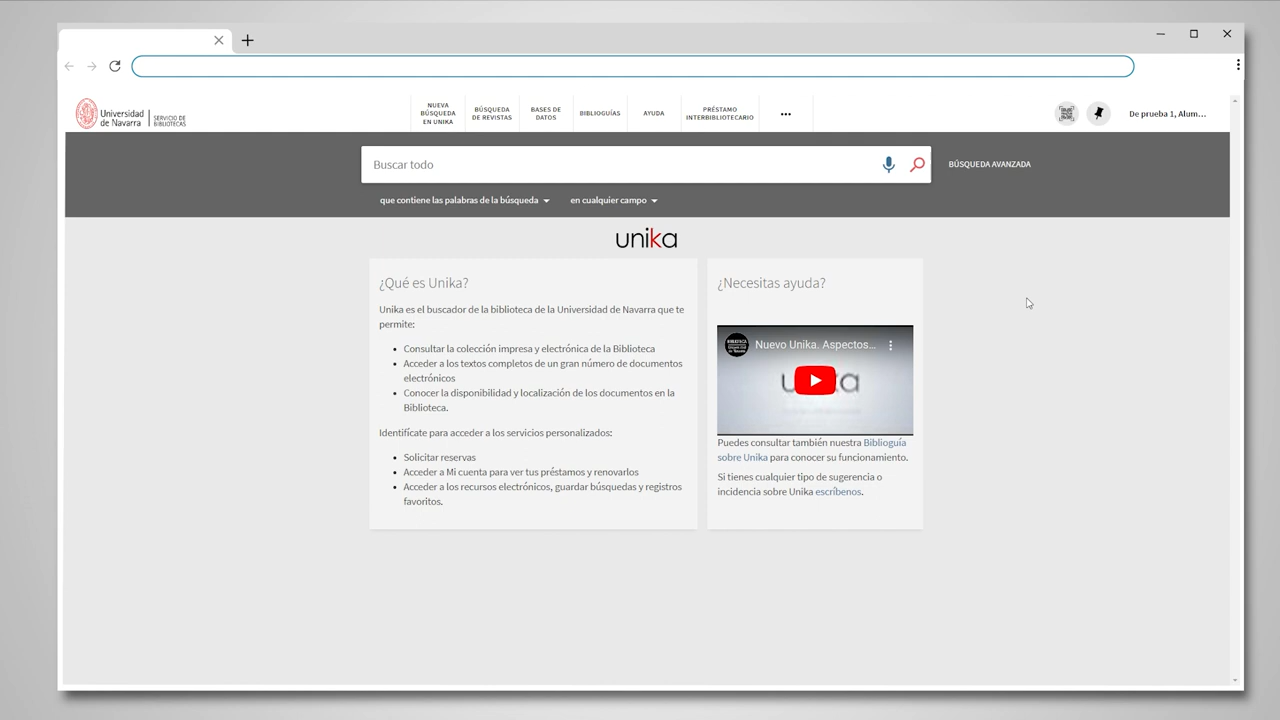 Universidad
de Navarra
SERVICIO DE
BIBLIOTECAS
NUEVA
BÚSQUEDA
EN UNIKA
BÚSQUEDA
DE REVISTAS
BASES DE
DATOS
BIBLIOGUÍAS
AYUDA
PRÉSTAMO
INTERBIBLIOTECARIO
De prueba 1, Alum...
Buscar todo
BÚSQUEDA AVANZADA
que contiene las palabras de la búsqueda
en cualquier campo
unika
¿Qué es Unika?
Unika es el buscador de la biblioteca de la Universidad de Navarra que te
permite:
• Consultar la colección impresa y electrónica de la Biblioteca
• Acceder a los textos completos de un gran número de documentos
electrónicos
• Conocer la disponibilidad y localización de los documentos en la
Biblioteca.
Identifícate para acceder a los servicios personalizados:
• Solicitar reservas
• Acceder a Mi cuenta para ver tus préstamos y renovarlos
• Acceder a los recursos electrónicos, guardar búsquedas y registros
favoritos.
¿Necesitas ayuda?
Nuevo Unika. Aspectos...
Puedes consultar también nuestra Biblioguía
sobre Unika para conocer su funcionamiento.
Si tienes cualquier tipo de sugerencia o
incidencia sobre Unika escríbenos.